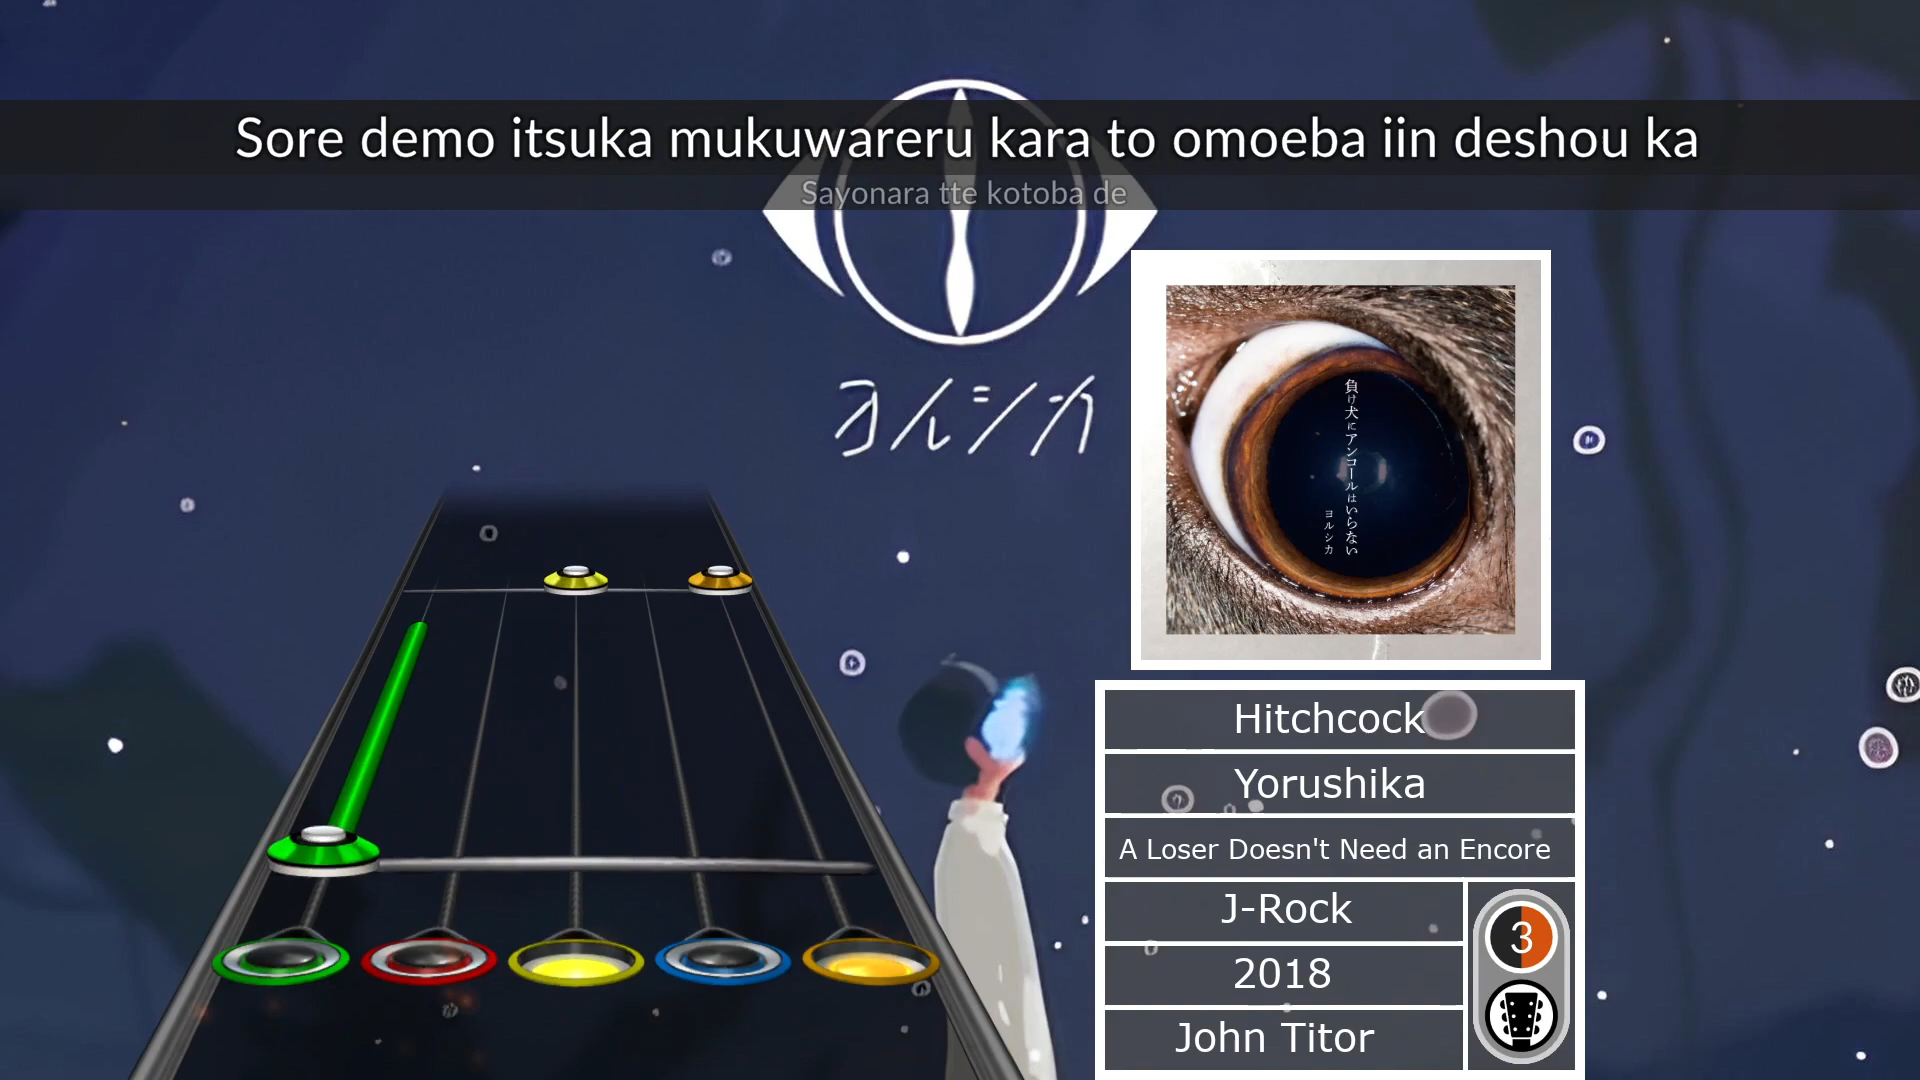 Sore demo itsuka mukuwareru kara to omoeba iin deshou ka
Sayonara tte kotoba de
ヨルシカ
負け犬にアンコールはいらない
ヨルシカ
Hitchcock
Yorushika
A Loser Doesn't Need an Encore
J-Rock
2018
John Titor
3